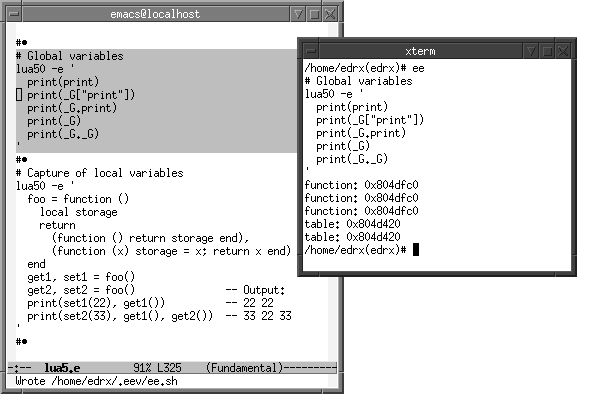 emacs@localhost
#●
# Global variables
lua50 -e '
  print(print)
  print(_G["print"])
  print(_G.print)
  print(_G)
  print(_G._G)
'
#●
# Capture of local variables
lua50 -e '
  foo = function ()
    local storage
    return
      (function () return storage end),
      (function (x) storage = x; return x end)
  end
  get1, set1 = foo()
  get2, set2 = foo()             -- Output:
  print(set1(22), get1())        -- 22 22
  print(set2(33), get1(), get2())  -- 33 22 33
'
#●
-:--  lua5.e        91% L325    (Fundamental)---------
Wrote /home/edrx/.eev/ee.sh
xterm
/home/edrx(edrx)# ee
# Global variables
lua50 -e '
  print(print)
  print(_G["print"])
  print(_G.print)
  print(_G)
  print(_G._G)
'
function: 0x804dfc0
function: 0x804dfc0
function: 0x804dfc0
table: 0x804d420
table: 0x804d420
/home/edrx(edrx)#